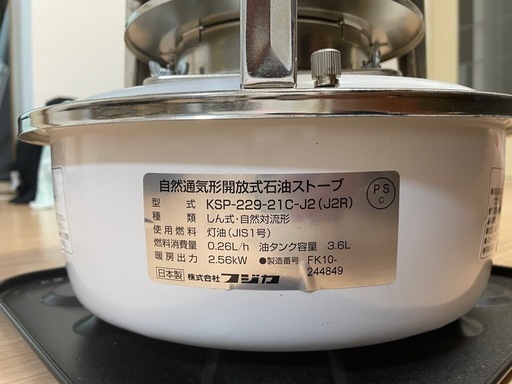 自然通気形開放式石油ストーブ
型 式 KSP-229-21C-J2(J2R)
種 類 しん式·自然対流形
使用燃料 灯油(JIS1号)
燃料消費量 0.26L/h 油タンク容量 3.6L
暖房出力 2.56kW ●製造番号 FK10-
244849
日本製 株式会社 フジカ
PS
C